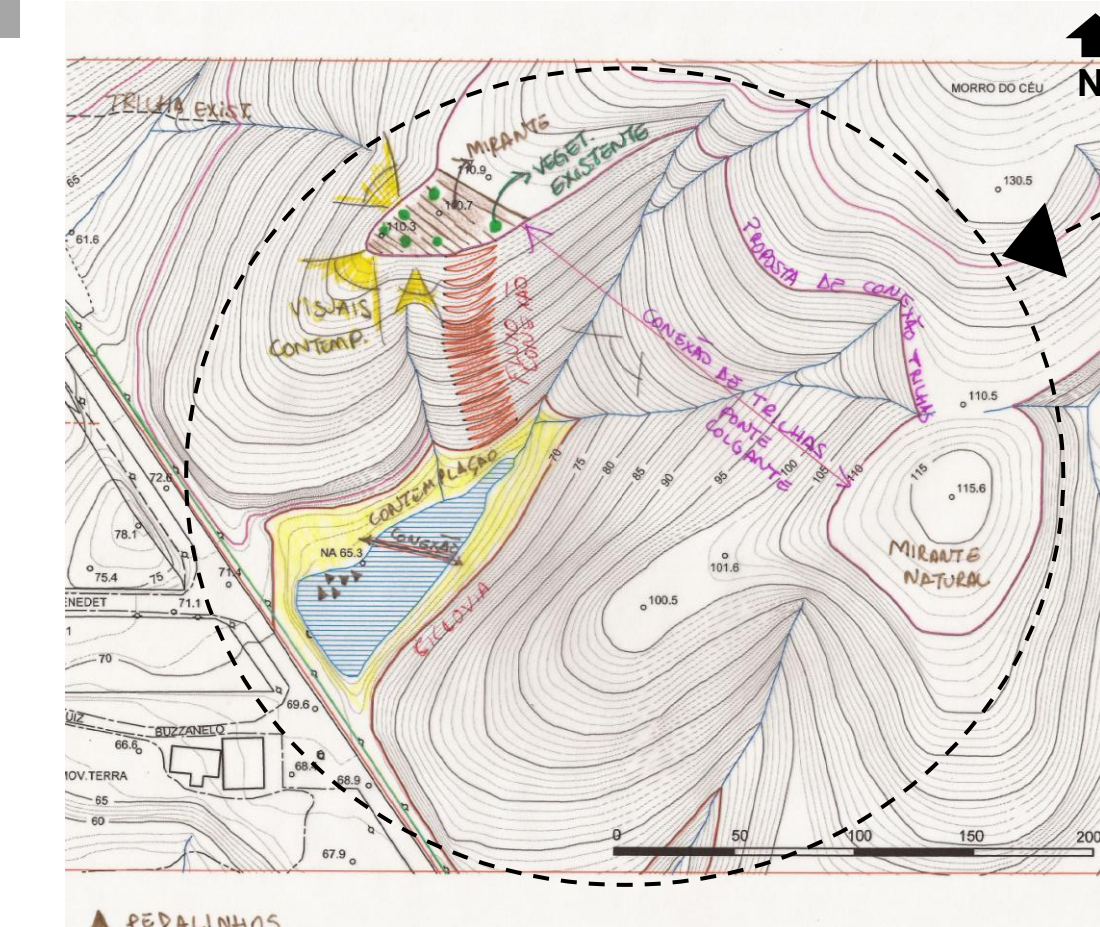 N
MORRO DO CÉU
TRILHA EXIST.
MIRANTE
VEGET.
EXISTENTE
110.9
110.7
110.3
130.5
65
61.6
VISUAIS
CONTEMP.
PROPOSTA DE CONEXÃO TRILHAS
CONEXÃO DE TRILHAS
PONTE
COLGANTE
110.5
CONTEMPLAÇÃO
CONEXÃO
NA 65.3
70
75
80
85
90
95
100
105
110
115
115.6
MIRANTE
NATURAL
72.6
78.1
75.4
75
71.4
ENEDET
71.1
1
70
101.6
100.5
CICLOVIA
69.6
UIZ
BUZZANELO
66.6
MOV.TERRA
68.9
65
60
67.9
0
50
100
150
200
PEDALINHOS